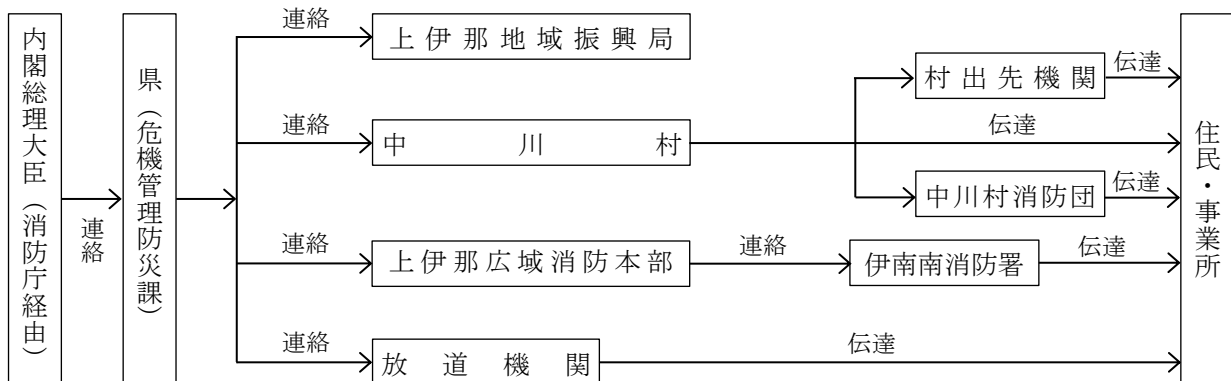 内閣総理大臣(消防庁経由)
連絡
県(危機管理防災課)
連絡
上伊那地域振興局
連絡
中川村
村出先機関
伝達
伝達
中川村消防団
伝達
連絡
上伊那広域消防本部
連絡
伊南南消防署
伝達
連絡
放道機関
伝達
住民・事業所